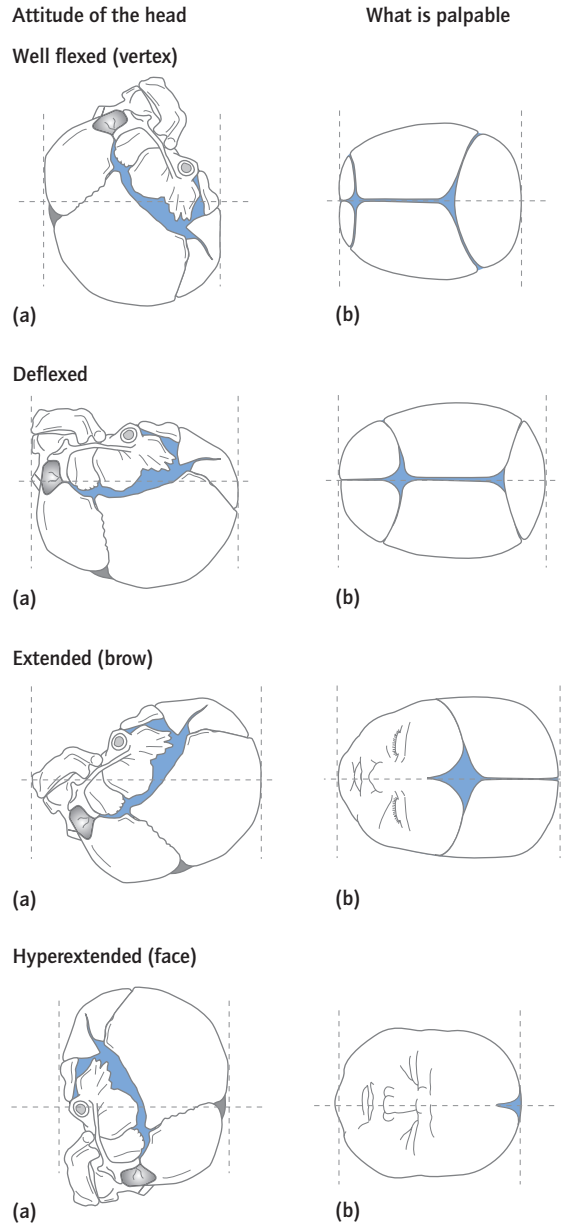 Attitude of the head What is palpable
Well flexed (vertex)
(a) (b)
Deflexed
(a) (b)
Extended (brow)
(a) (b)
Hyperextended (face)
(a) (b)